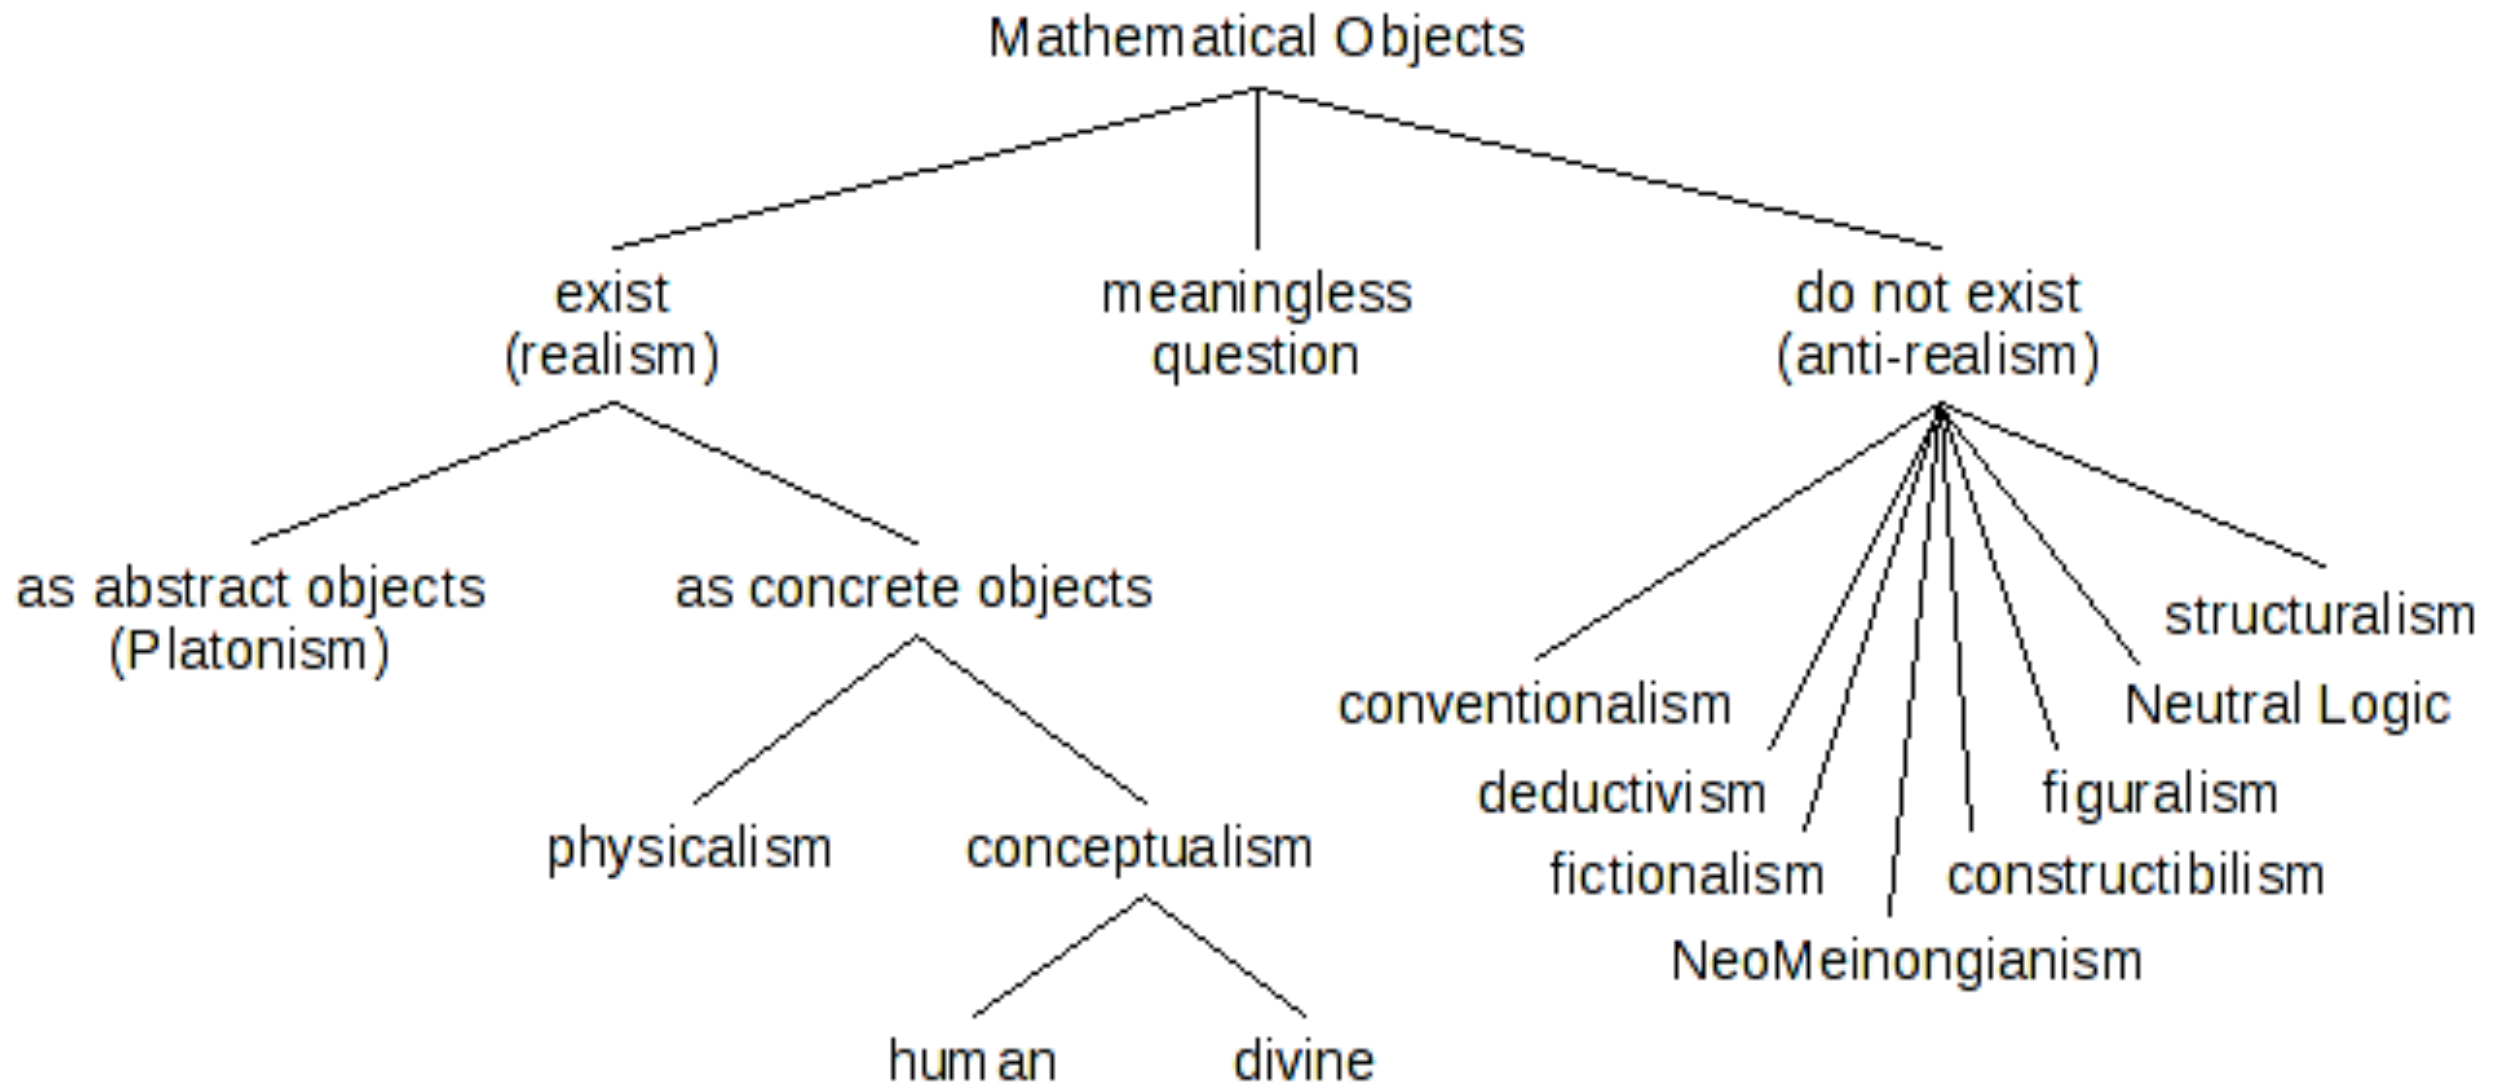 Mathematical Objects
exist
(realism)
meaningless
question
do not exist
(anti-realism)
as abstract objects
(Platonism)
as concrete objects
physicalism
conceptualism
human
divine
conventionalism
deductivism
fictionalism
NeoMeinongianism
constructibilism
figuralism
Neutral Logic
structuralism